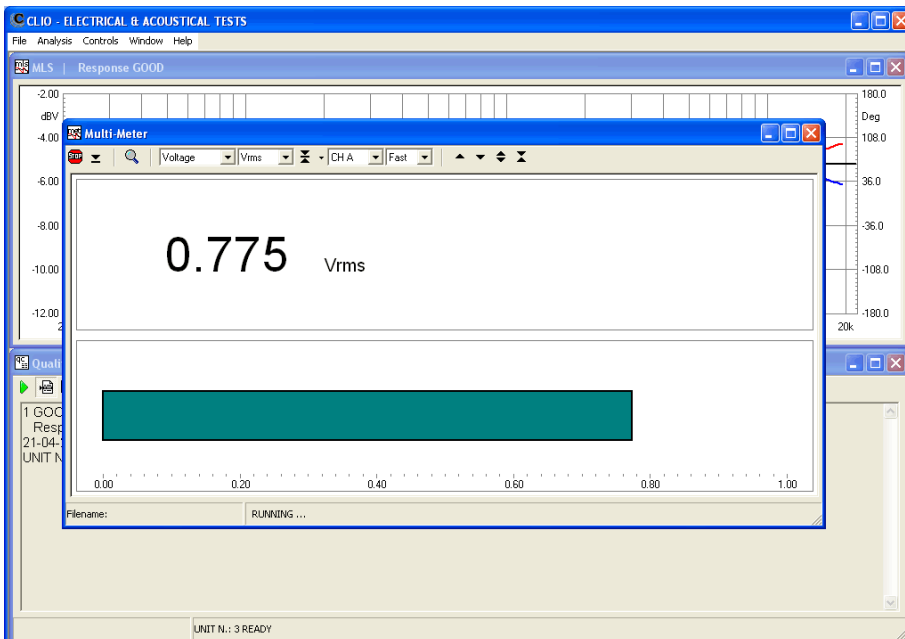 CLIO - ELECTRICAL & ACOUSTICAL TESTS
File Analysis Controls Window Help
MLS | Response GOOD
-2.00 180.0
dBV Deg
Multi-Meter
-4.00 108.0
STOP Voltage Vrms CH A Fast
-6.00 36.0
-8.00 -36.0
0.775 Vrms
-10.00 -108.0
-12.00 -180.0
2 20k
Quali
1 GOO
Resp
21-04-
UNIT N
0.00 0.20 0.40 0.60 0.80 1.00
Filename: RUNNING ...
UNIT N.: 3 READY